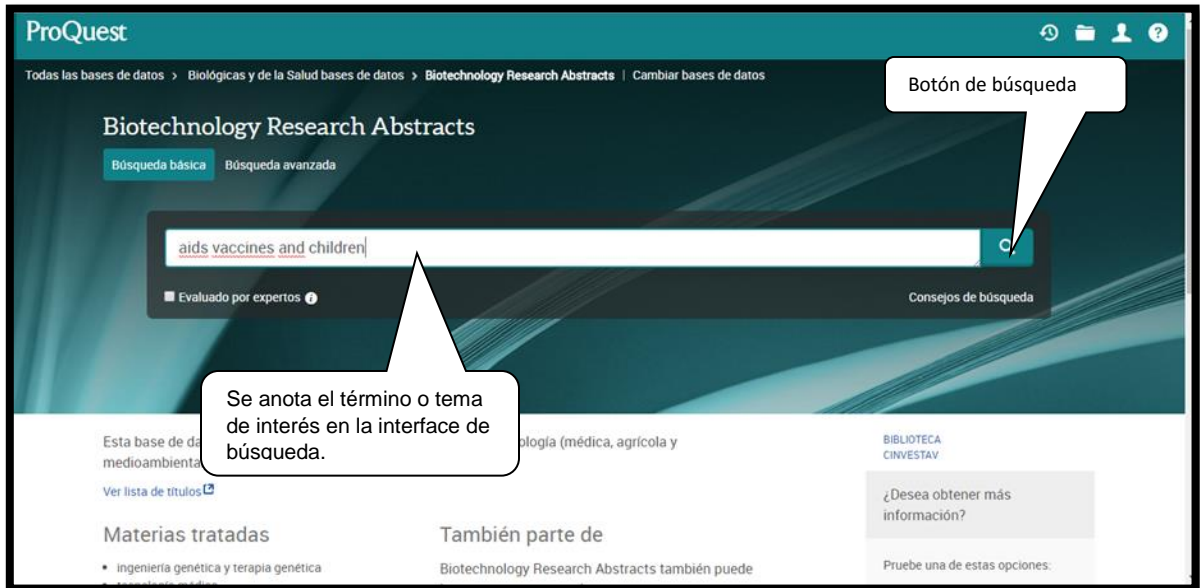 ProQuest
Todas las bases de datos > Biológicas y de la Salud bases de datos > Biotechnology Research Abstracts | Cambiar bases de datos
Botón de búsqueda
Biotechnology Research Abstracts
Búsqueda básica Búsqueda avanzada
aids vaccines and children
Evaluado por expertos
Consejos de búsqueda
Se anota el término o tema
de interés en la interface de
búsqueda.
Esta base de ología (médica, agrícola y
Ver lista de títulos
BIBLIOTECA
CINVESTAV
¿Desea obtener más
información?
Materias tratadas
• ingeniería genética y terapia genética
También parte de
Biotechnology Research Abstracts también puede
Pruebe una de estas opciones: